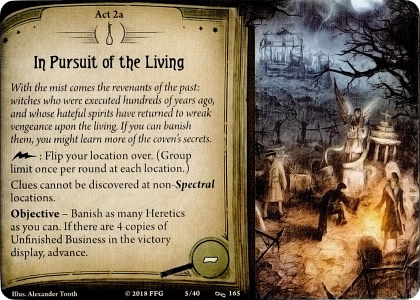 Act 2a
In Pursuit of the Living
With the mist comes the revenants of the past:
witches who were executed hundreds of years ago,
and whose hateful spirits have returned to wreak
vengeance upon the living. If you can banish
them, you might learn more of the coven's secrets.
: Flip your location over. (Group
limit once per round at each location.)
Clues cannot be discovered at non-Spectral
locations.
Objective – Banish as many Heretics
as you can. If there are 4 copies of
Unfinished Business in the victory
display, advance.
–
Illus. Alexander Tooth © 2018 FFG 5/40 165